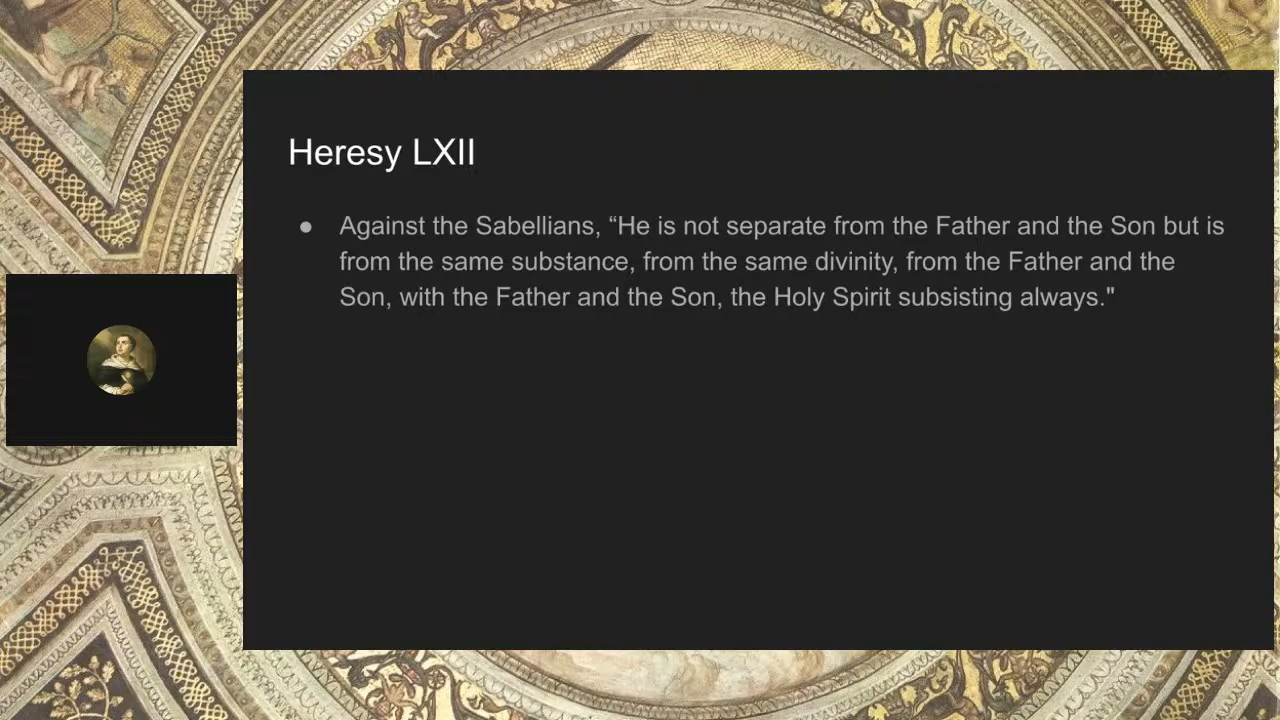 Heresy LXII
● Against the Sabellians, “He is not separate from the Father and the Son but is
from the same substance, from the same divinity, from the Father and the
Son, with the Father and the Son, the Holy Spirit subsisting always."